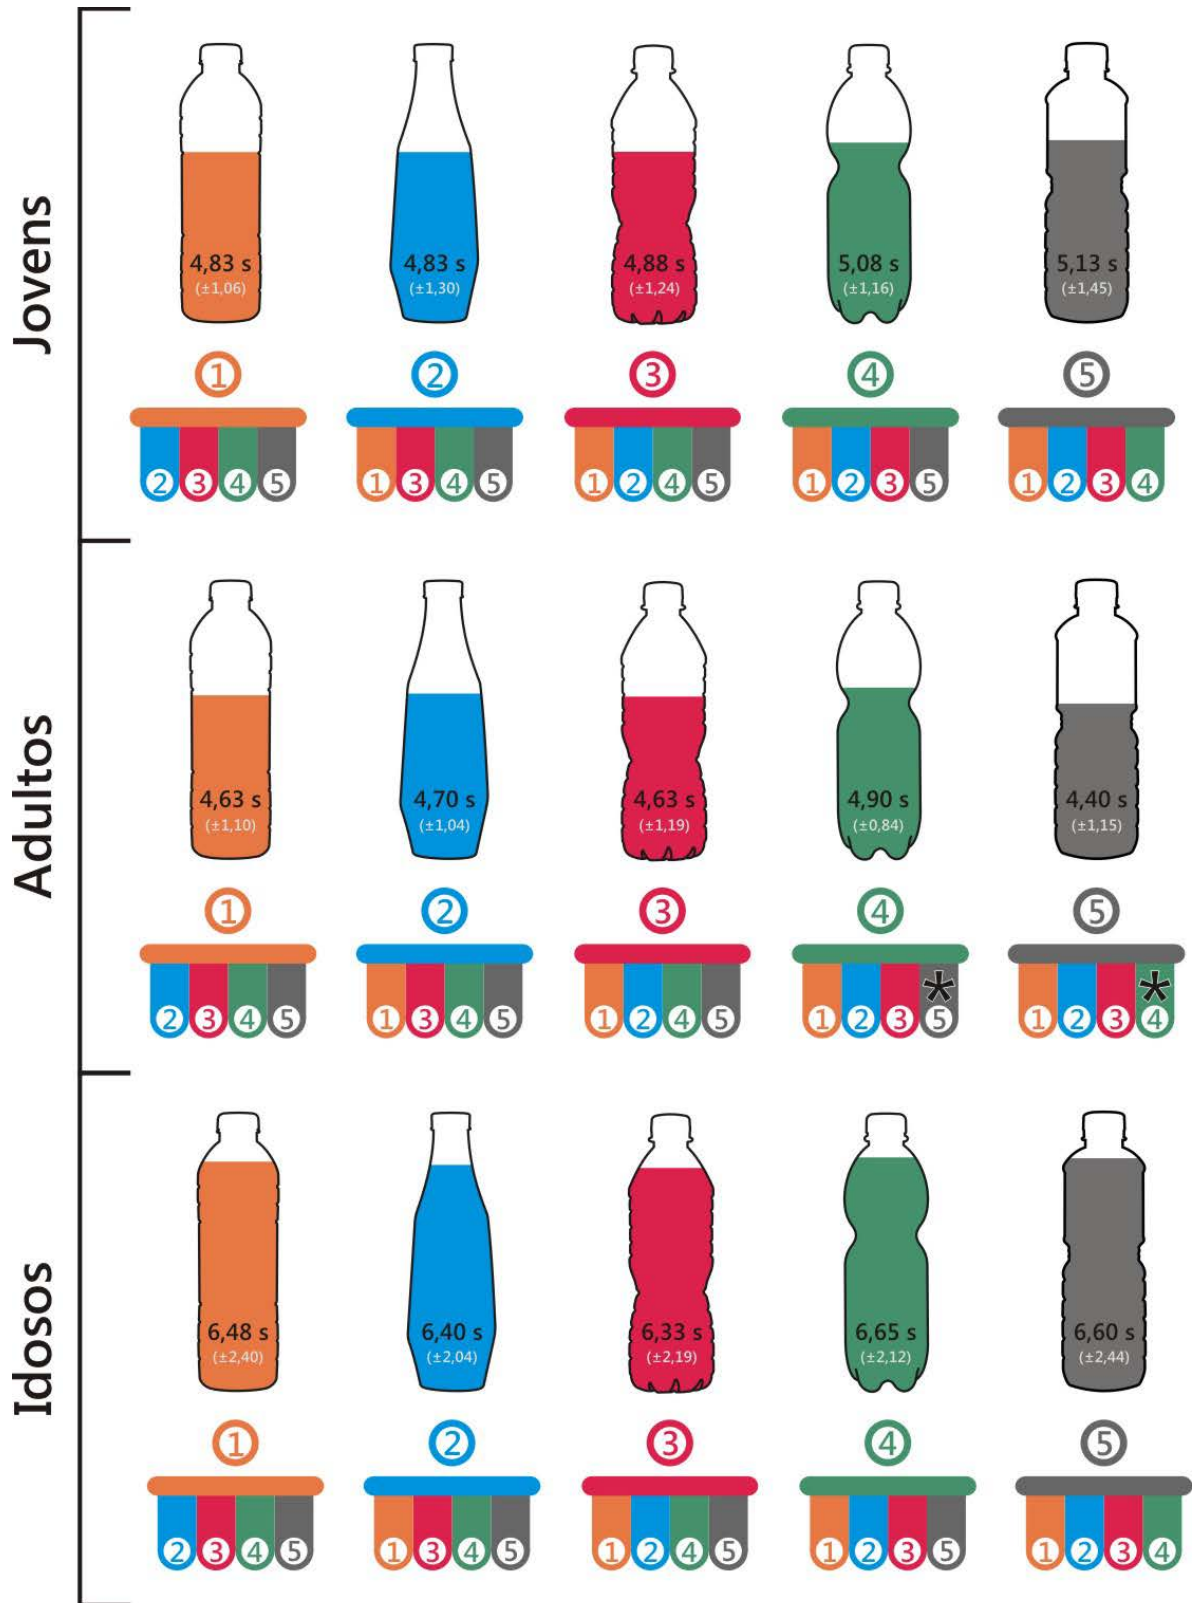 Jovens
4,83 s 4,83 s 4,88 s 5,08 s 5,13 s
(±1,06) (±1,30) (±1,24) (±1,16) (±1,45)
1 2 3 4 5
2 3 4 5 1 3 4 5 1 2 4 5 1 2 3 5 1 2 3 4
Adultos
4,63 s 4,70 s 4,63 s 4,90 s 4,40 s
(±1,10) (±1,04) (±1,19) (±0,84) (±1,15)
1 2 3 4 5
* *
2 3 4 5 1 3 4 5 1 2 4 5 1 2 3 5 1 2 3 4
Idosos
6,48 s 6,40 s 6,33 s 6,65 s 6,60 s
(±2,40) (±2,04) (±2,19) (±2,12) (±2,44)
1 2 3 4 5
2 3 4 5 1 3 4 5 1 2 4 5 1 2 3 5 1 2 3 4